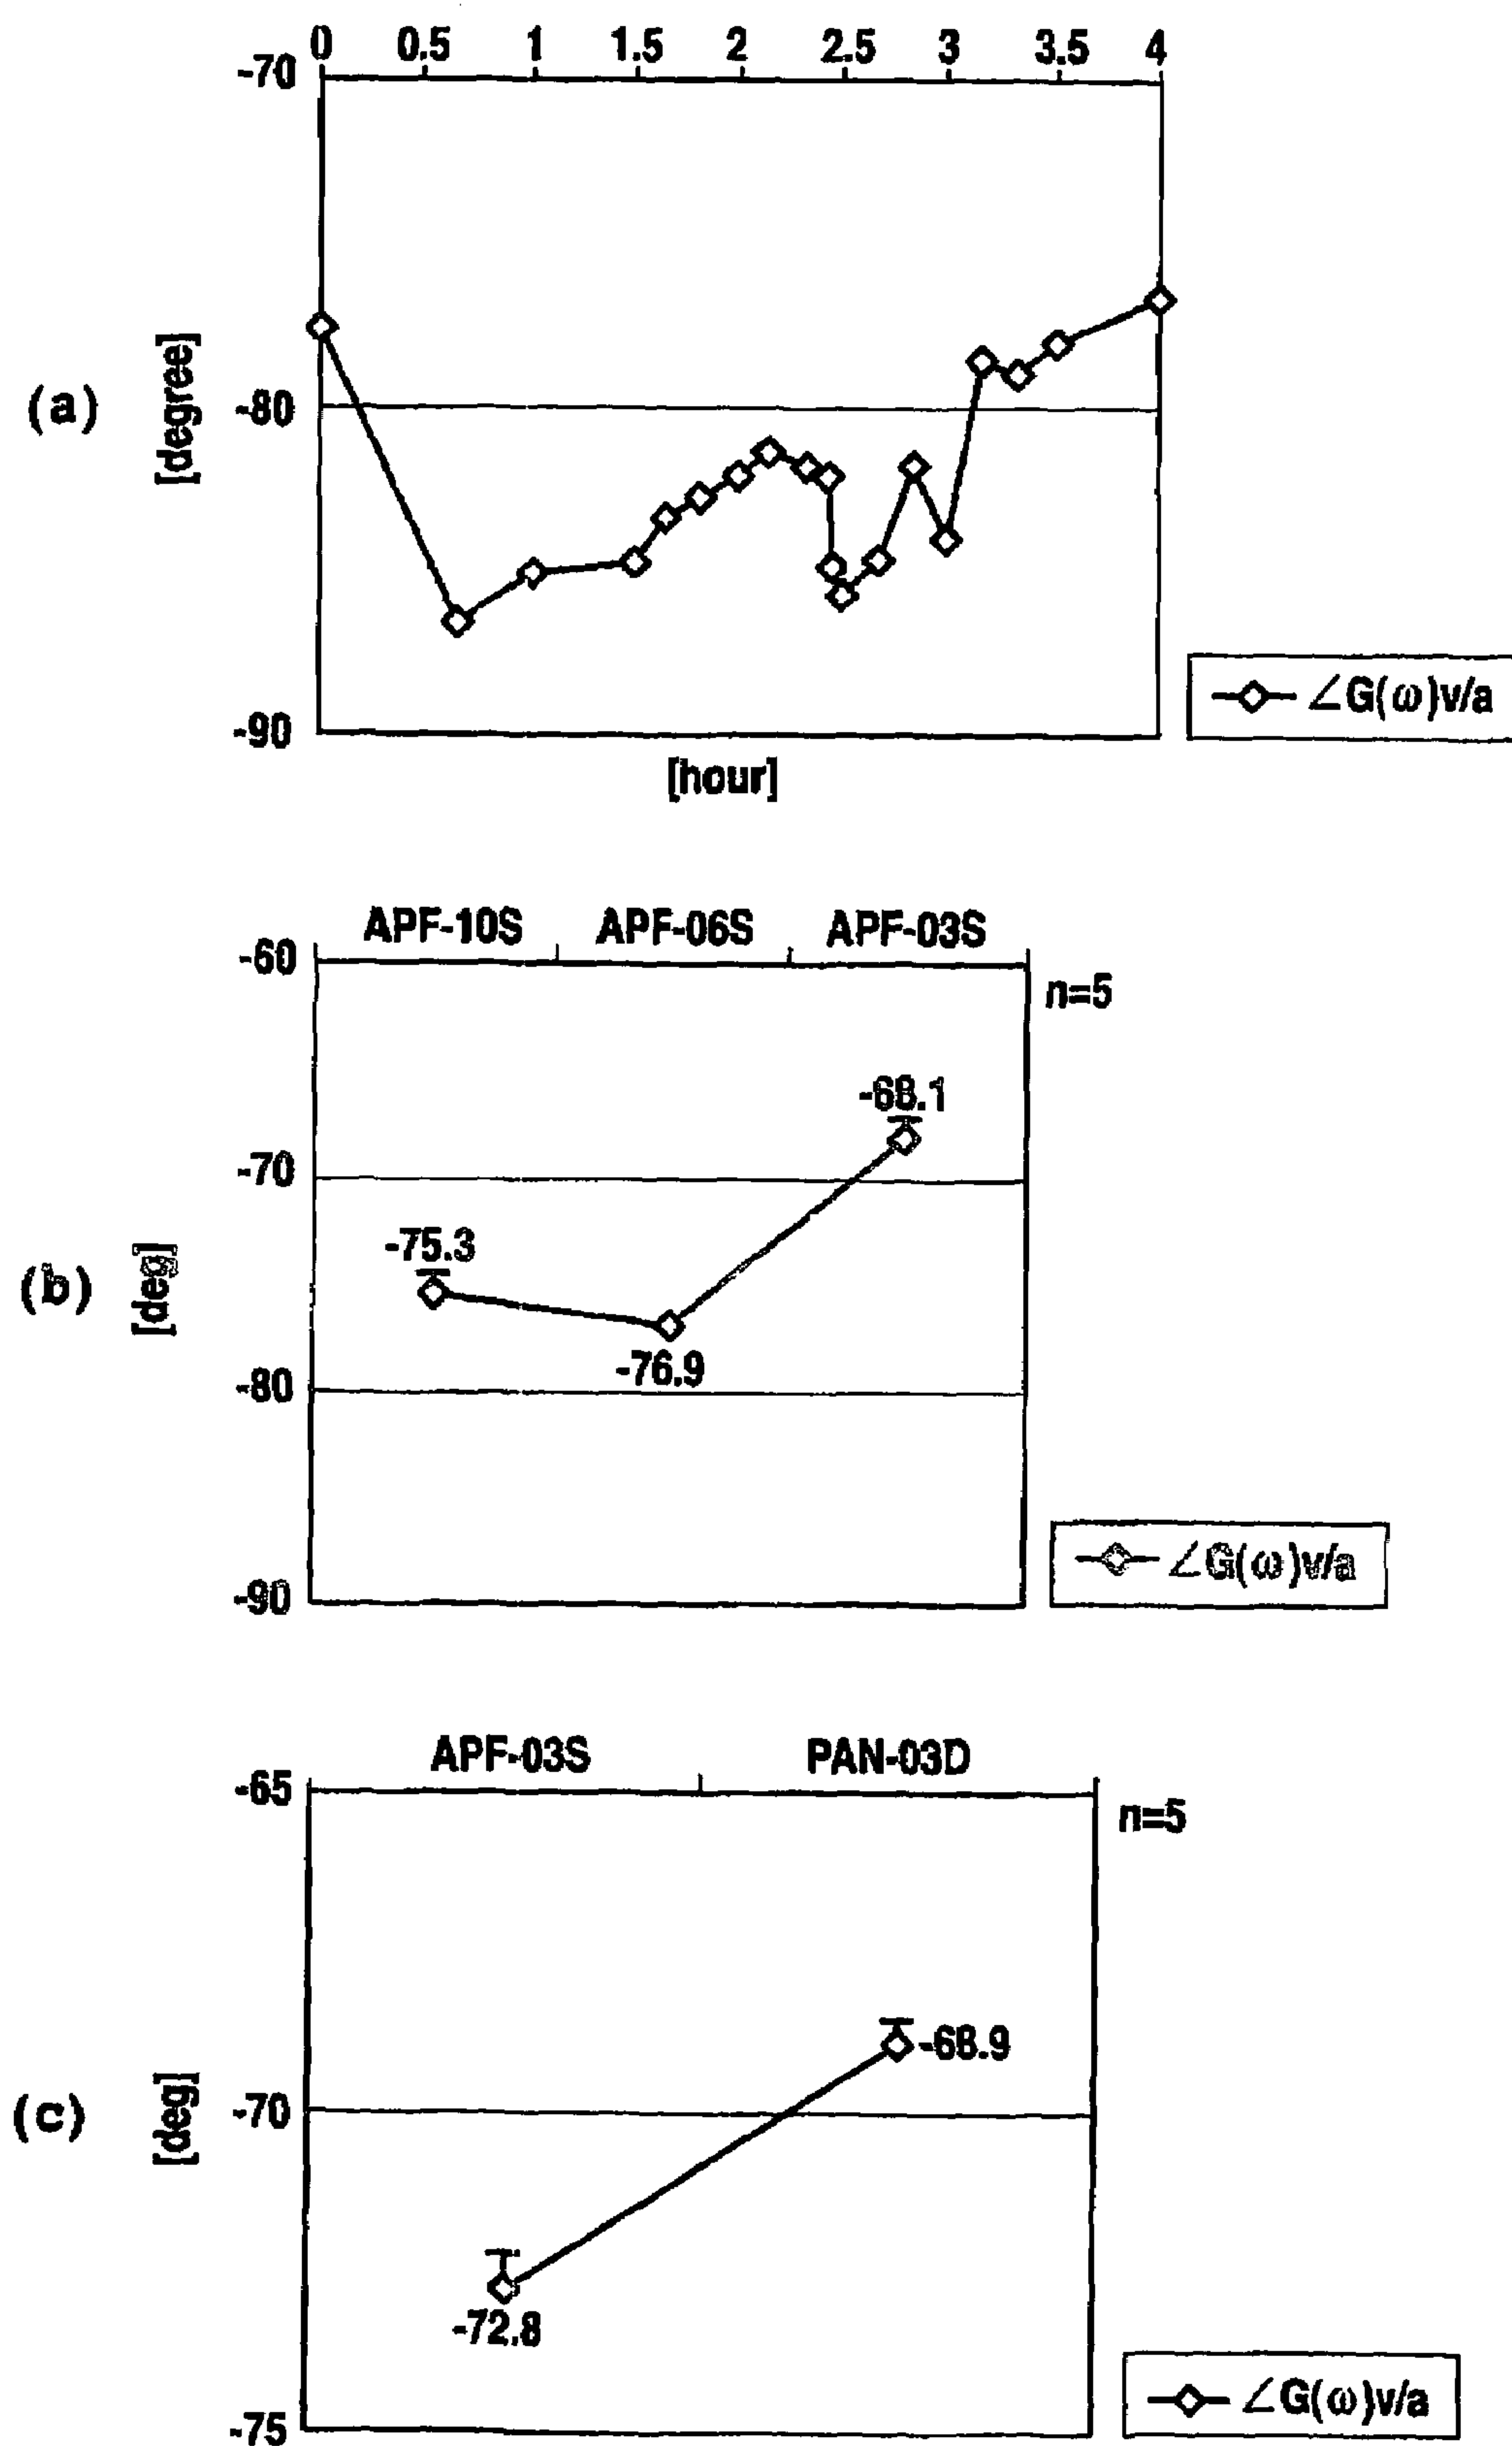 0 0.5 1 1.5 2 2.5 3 3.5 4
-70
(a)
[degree]
-80
-90
∠G(ω)v/a
[hour]
APF-10S APF-06S APF-03S
-60
n=5
-68.1
-70
-75.3
(b)
[deg]
-76.9
-80
-90
∠G(ω)v/a
APF-03S PAN-03D
-65
n=5
-68.9
(c)
[deg]
-70
-72.8
-75
∠G(ω)v/a